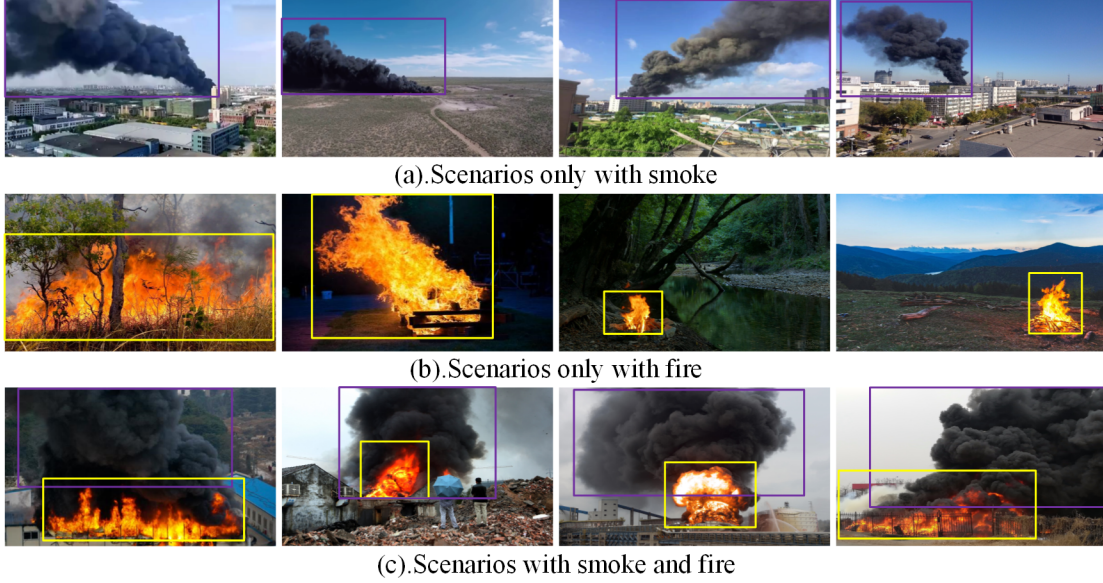 (a).Scenarios only with smoke
(b).Scenarios only with fire
(c).Scenarios with smoke and fire